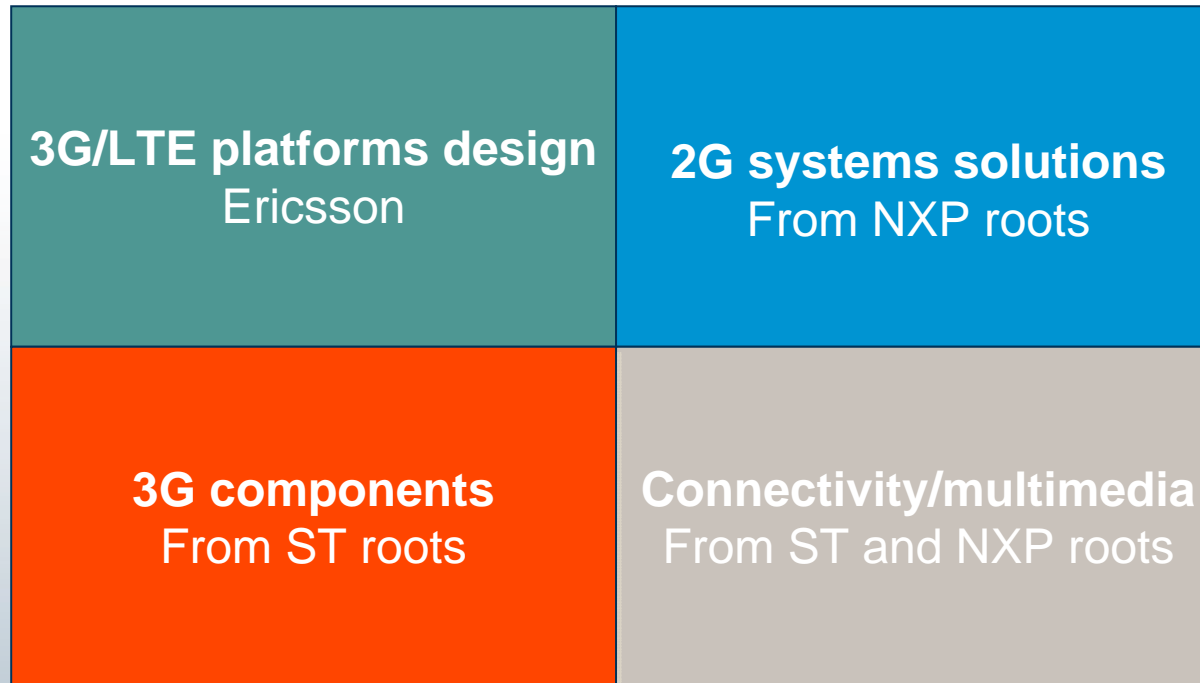 3G/LTE platforms design
Ericsson
2G systems solutions
From NXP roots
3G components
From ST roots
Connectivity/multimedia
From ST and NXP roots